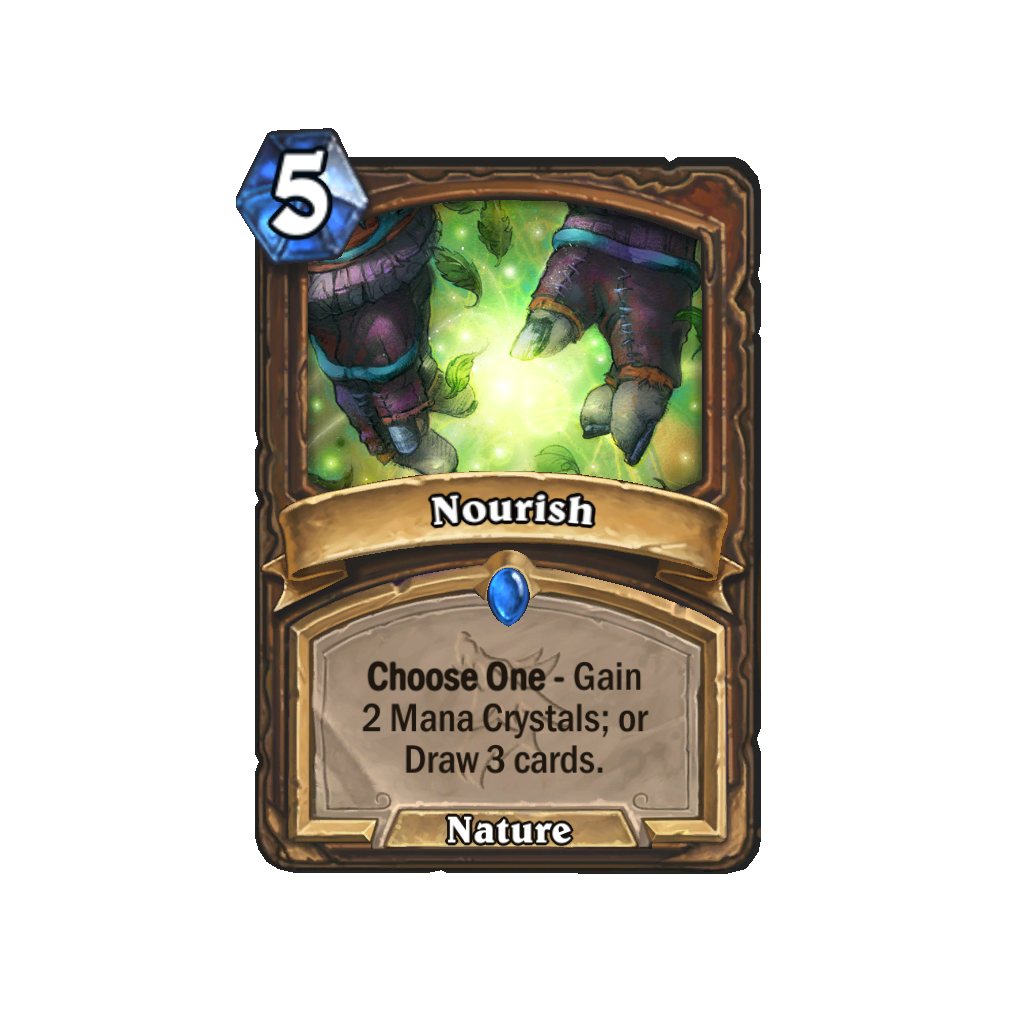 5
Nourish
Choose One - Gain
2 Mana Crystals; or
Draw 3 cards.
Nature